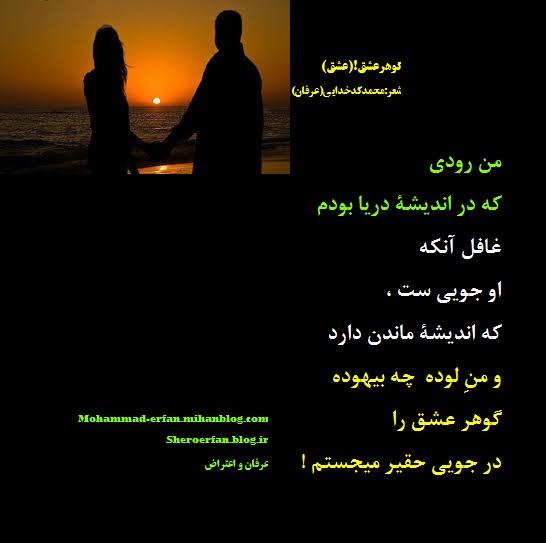 گوهر عشق!(عشق)
شعر:محمدکدخدایی(عرفان)
من رودی
که در اندیشهٔ دریا بودم
غافل آنکه
او جویی ست ،
که اندیشهٔ ماندن دارد
و منِ لوده چه بیهوده
گوهر عشق را
در جویی حقیر میجستم !
Mohammad-erfan.mihanblog.com
Sheroerfan.blog.ir
عرفان و اعتراض